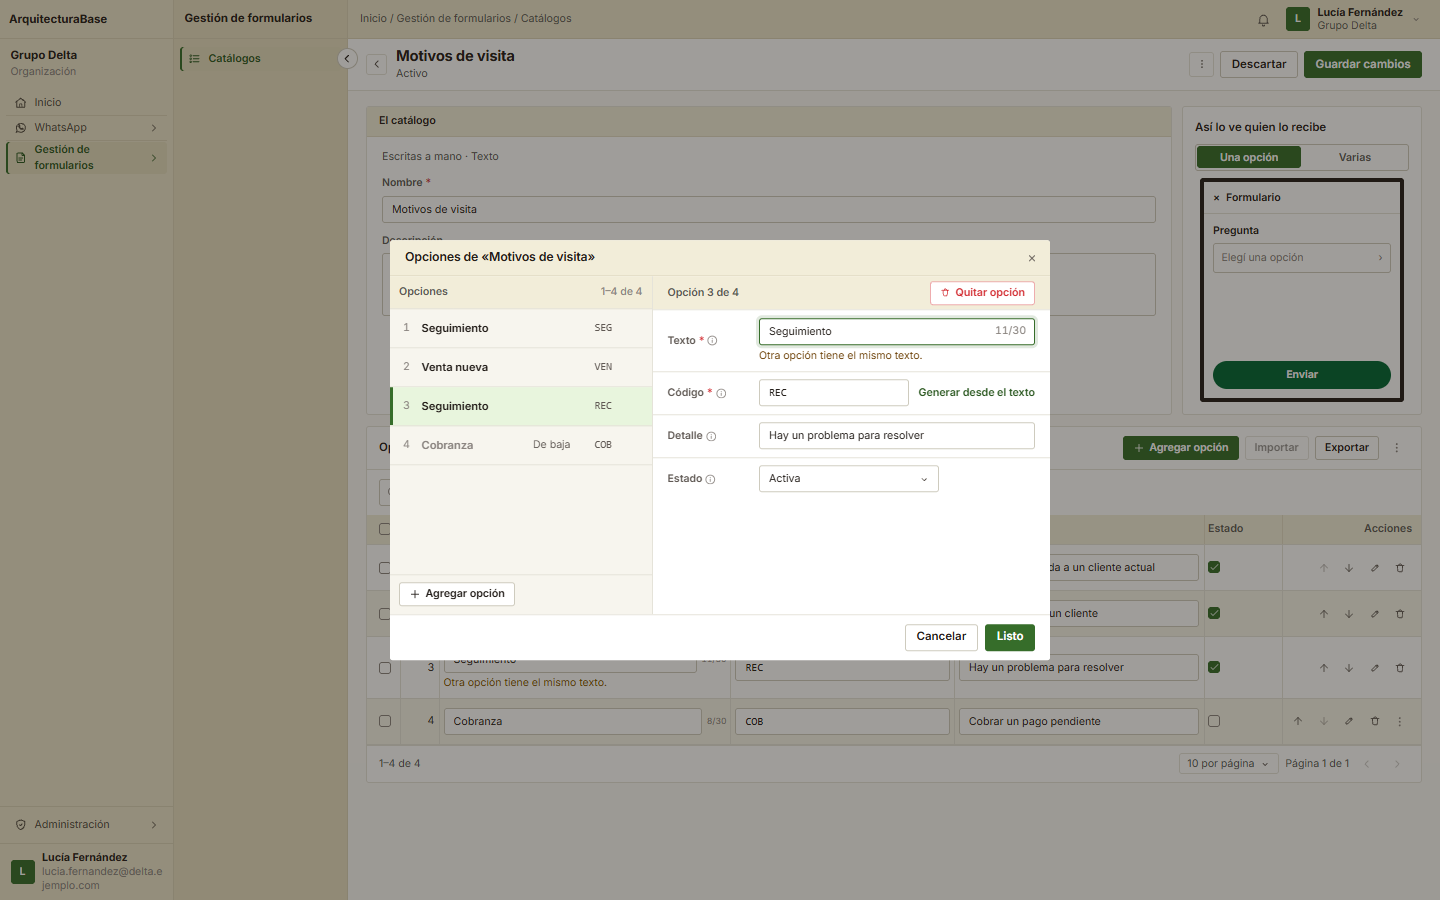 ArquitecturaBase
Grupo Delta
Organización
Inicio
WhatsApp
Gestión de
formularios
Administración
L
Lucía Fernández
lucia.fernandez@delta.e
jemplo.com
Gestión de formularios
Catálogos
Inicio / Gestión de formularios / Catálogos
L
Lucía Fernández
Grupo Delta
Motivos de visita
Activo
Descartar
Guardar cambios
El catálogo
Escritas a mano · Texto
Nombre *
Motivos de visita
Descripción
Así lo ve quien lo recibe
Una opción
Varias
× Formulario
Pregunta
Elegí una opción
Enviar
Opciones de «Motivos de visita»
×
Opciones
1–4 de 4
1 Seguimiento SEG
2 Venta nueva VEN
3 Seguimiento REC
4 Cobranza De baja COB
Agregar opción
Opción 3 de 4
Quitar opción
Texto *
Seguimiento 11/30
Otra opción tiene el mismo texto.
Código *
REC
Generar desde el texto
Detalle
Hay un problema para resolver
Estado
Activa
Cancelar
Listo
Agregar opción
Importar
Exportar
Estado
Acciones
da a un cliente actual
un cliente
3 Seguimiento REC Hay un problema para resolver
Otra opción tiene el mismo texto.
4 Cobranza 8/30 COB Cobrar un pago pendiente
1–4 de 4
10 por página
Página 1 de 1